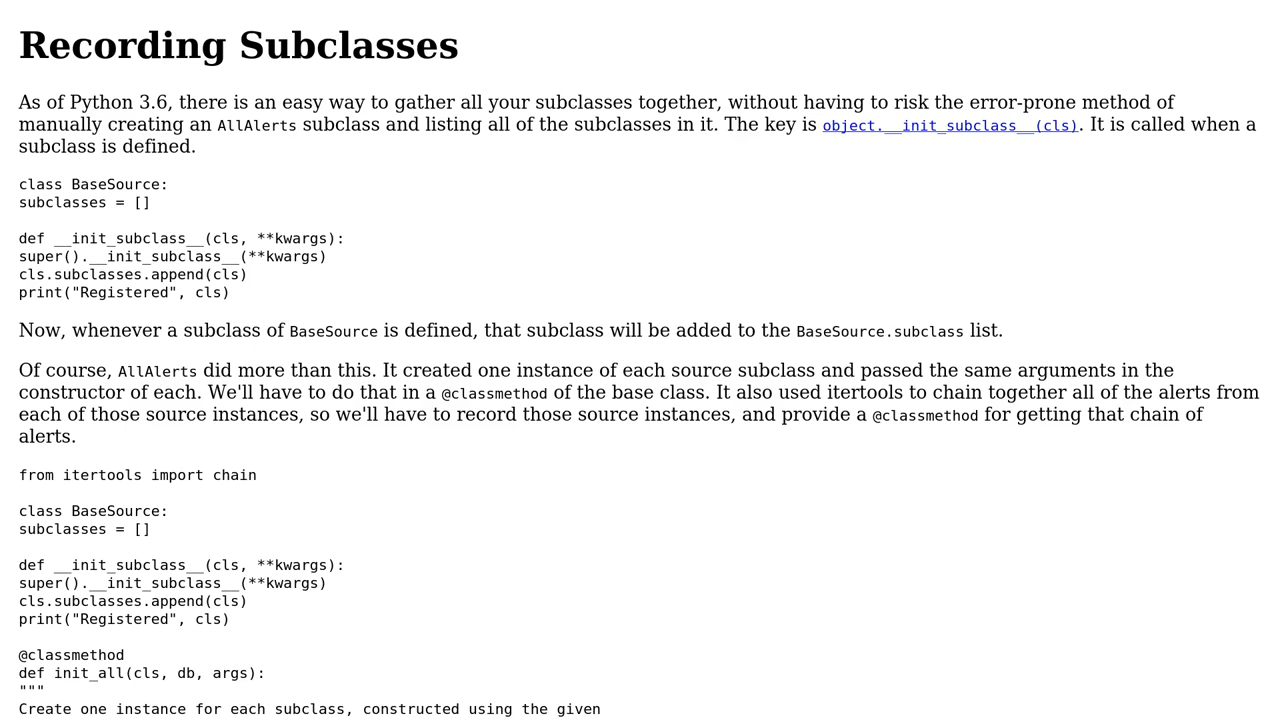 Recording Subclasses
As of Python 3.6, there is an easy way to gather all your subclasses together, without having to risk the error-prone method of
manually creating an AllAlerts subclass and listing all of the subclasses in it. The key is object.__init_subclass__(cls). It is called when a
subclass is defined.
class BaseSource:
subclasses = []
def __init_subclass__(cls, **kwargs):
super().__init_subclass__(**kwargs)
cls.subclasses.append(cls)
print("Registered", cls)
Now, whenever a subclass of BaseSource is defined, that subclass will be added to the BaseSource.subclass list.
Of course, AllAlerts did more than this. It created one instance of each source subclass and passed the same arguments in the
constructor of each. We'll have to do that in a @classmethod of the base class. It also used itertools to chain together all of the alerts from
each of those source instances, so we'll have to record those source instances, and provide a @classmethod for getting that chain of
alerts.
from itertools import chain
class BaseSource:
subclasses = []
def __init_subclass__(cls, **kwargs):
super().__init_subclass__(**kwargs)
cls.subclasses.append(cls)
print("Registered", cls)
@classmethod
def init_all(cls, db, args):
"""
Create one instance for each subclass, constructed using the given